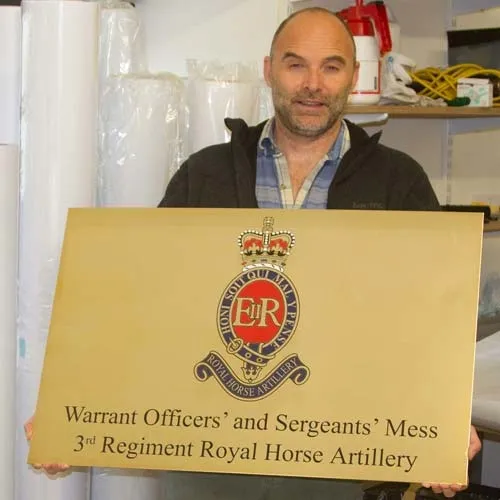 HONI SOIT QUI MAL Y PENSE
EIIR
ROYAL HORSE ARTILLERY
Warrant Officers' and Sergeants' Mess
3rd Regiment Royal Horse Artillery